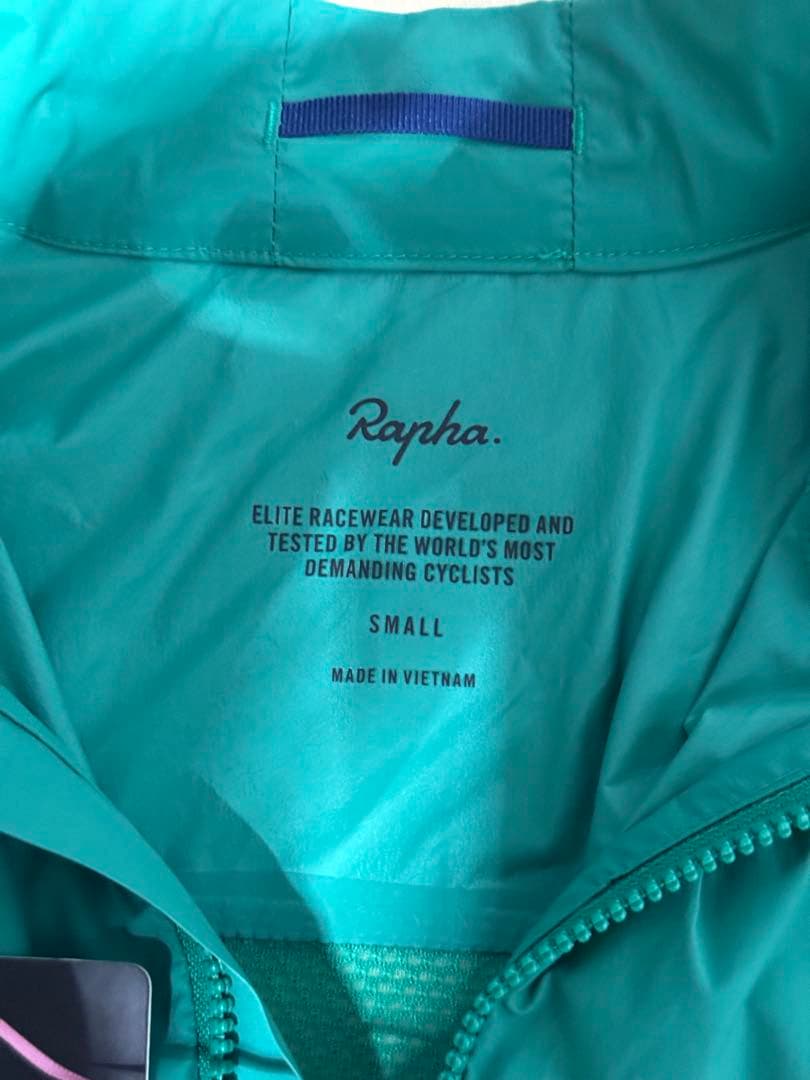 Rapha.
ELITE RACEWEAR DEVELOPED AND
TESTED BY THE WORLD'S MOST
DEMANDING CYCLISTS
SMALL
MADE IN VIETNAM